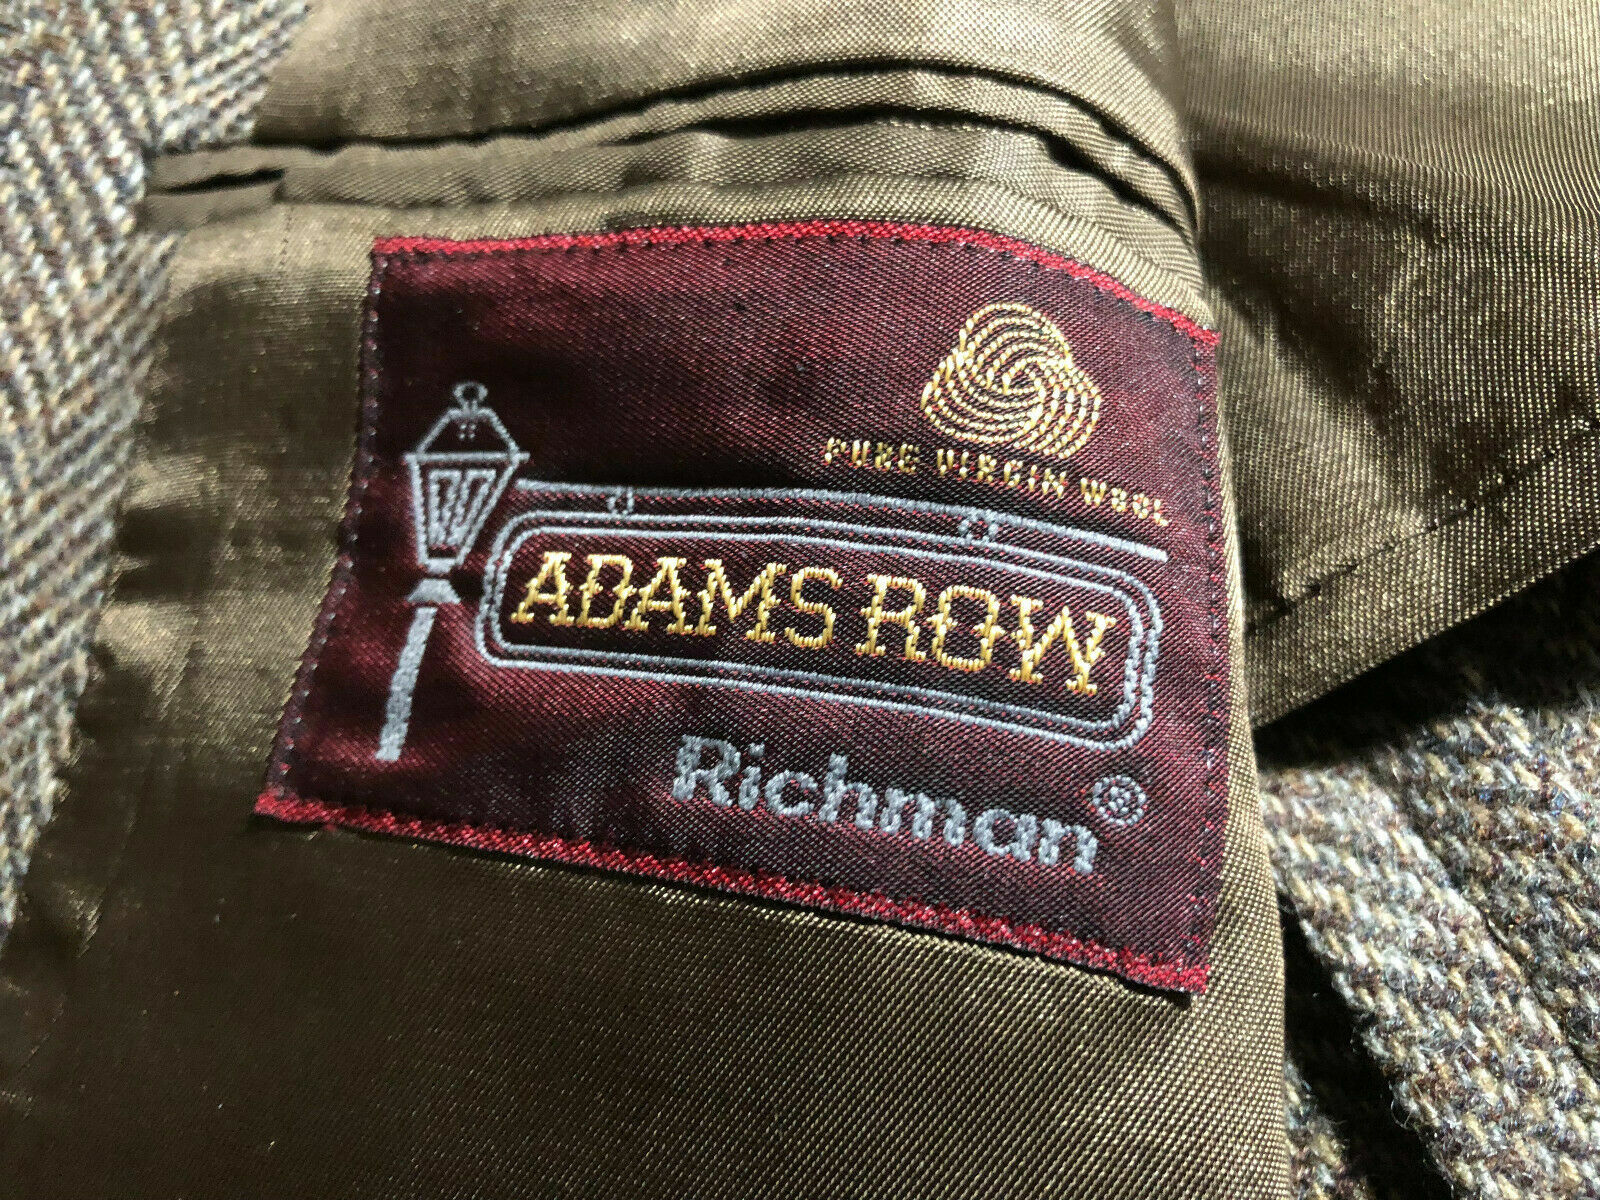 PURE VIRGIN WOOL
ADAMS ROW
Richman®